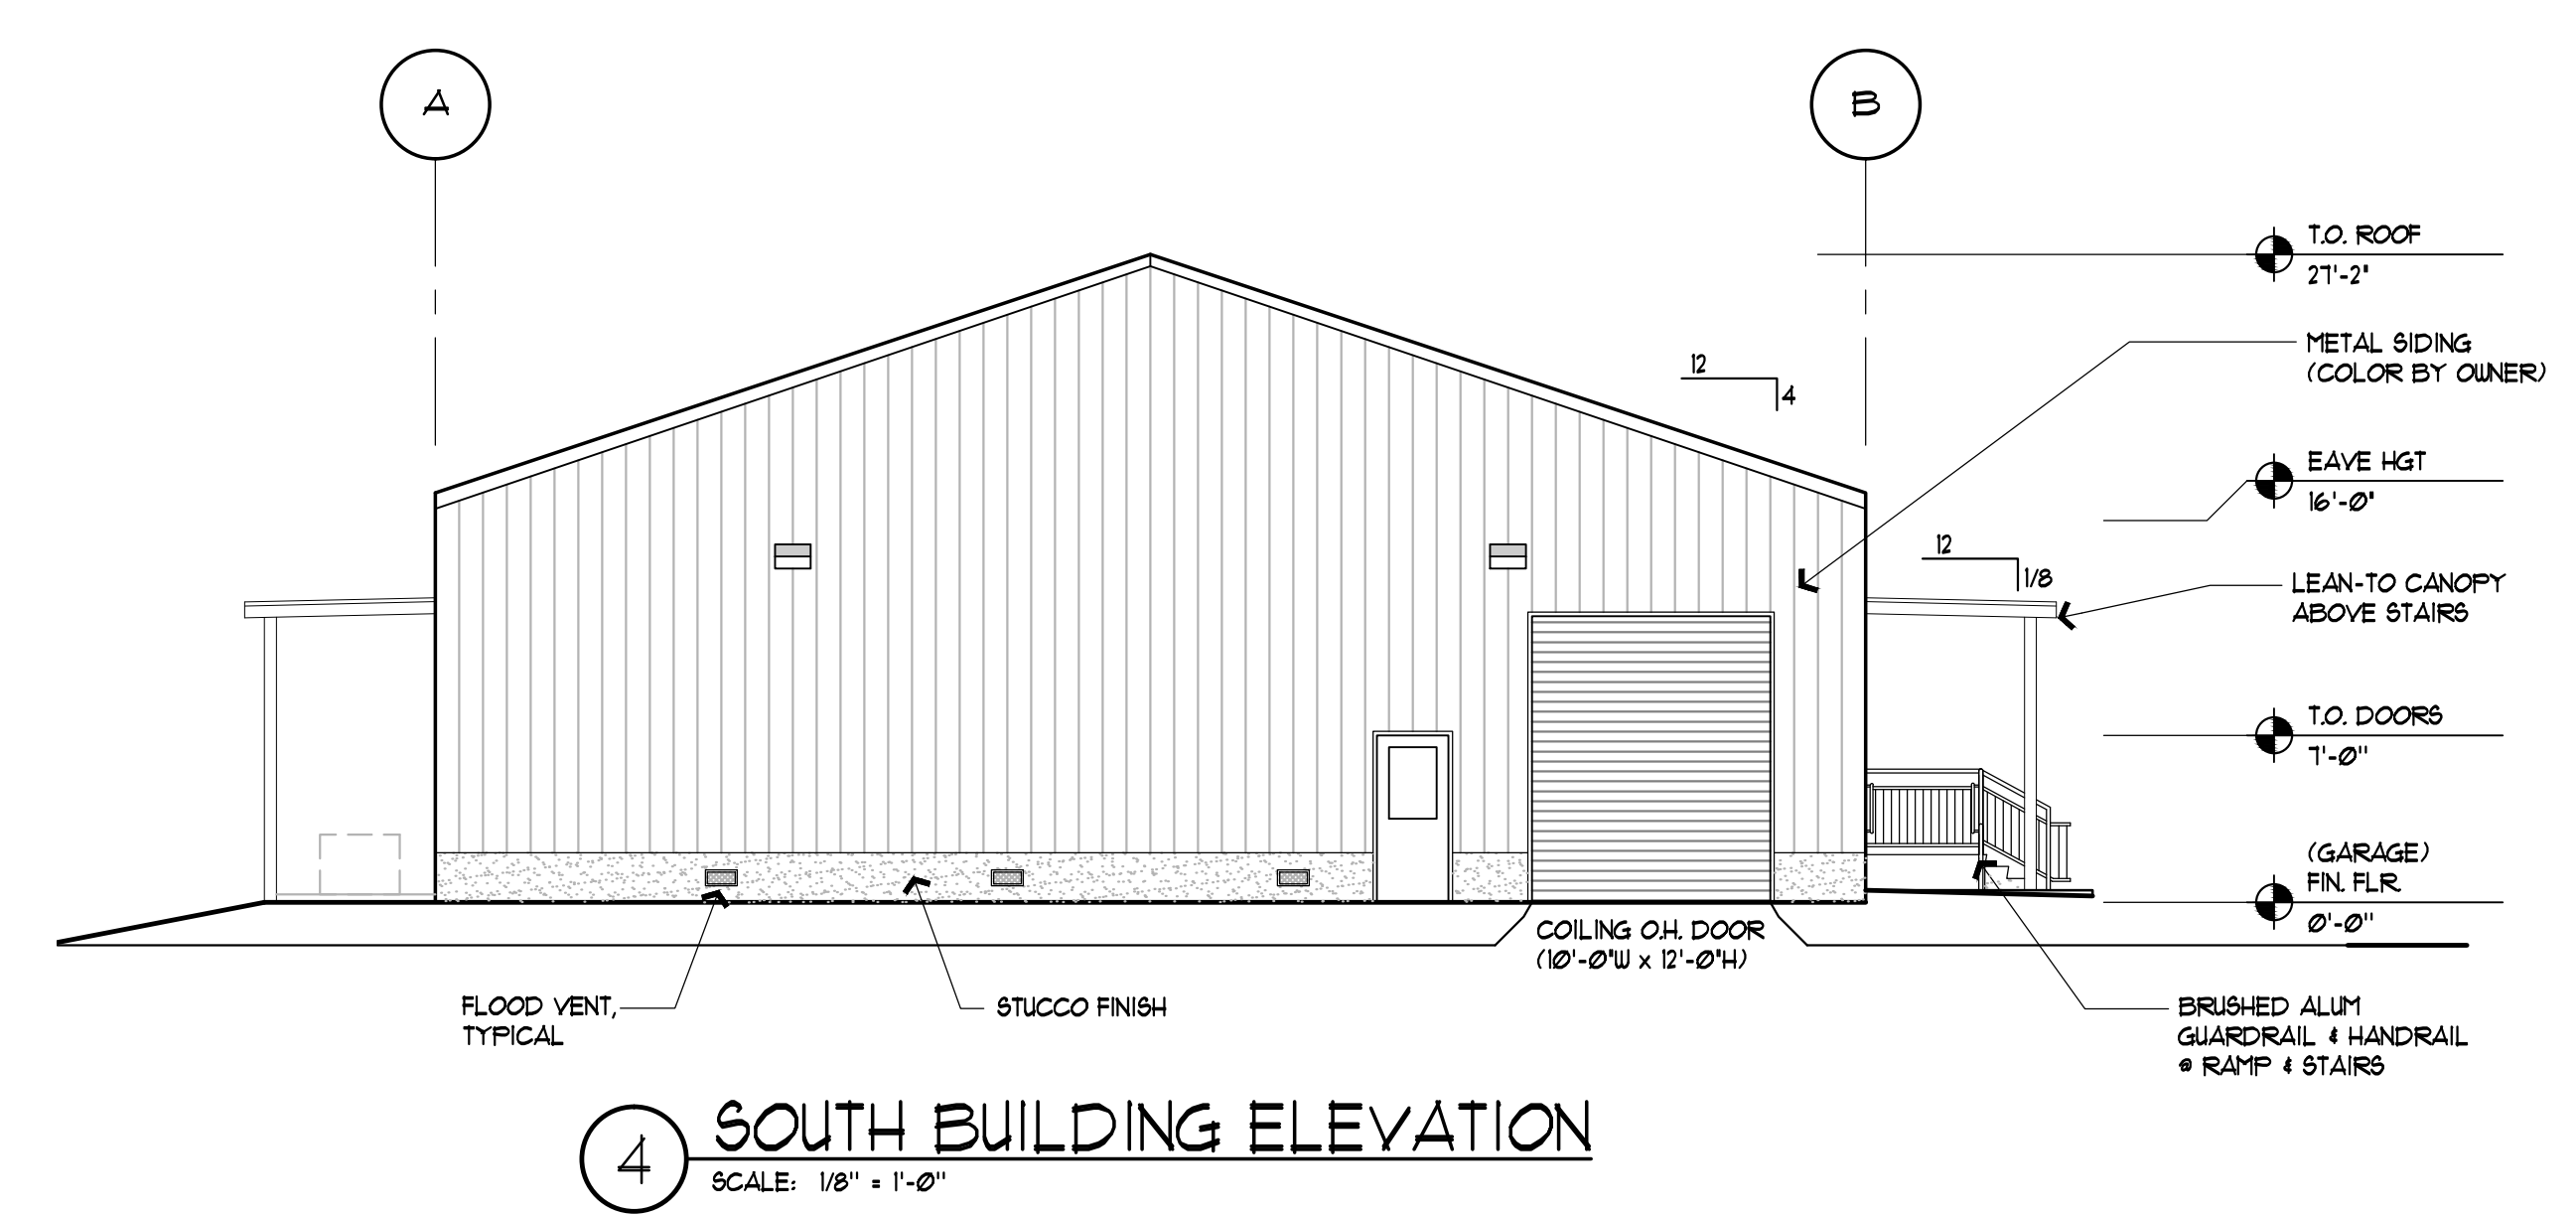 A
B
T.O. ROOF
27'-2"
METAL SIDING
(COLOR BY OWNER)
12
4
EAVE HGT
16'-0"
12
1/8
LEAN-TO CANOPY
ABOVE STAIRS
T.O. DOORS
7'-0"
(GARAGE)
FIN. FLR.
0'-0"
COILING O.H. DOOR
(10'-0"W x 12'-0"H)
FLOOD VENT,
TYPICAL
STUCCO FINISH
BRUSHED ALUM
GUARDRAIL & HANDRAIL
@ RAMP & STAIRS
4
SOUTH BUILDING ELEVATION
SCALE: 1/8" = 1'-0"